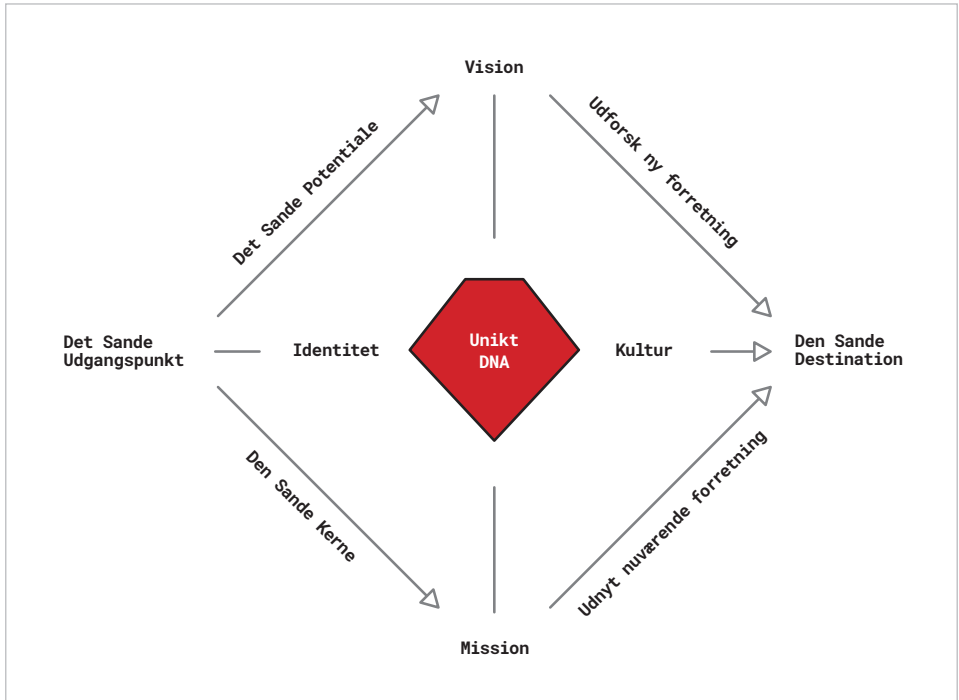 Vision
Det Sande Potentiale
Udforsk ny forretning
Det Sande
Udgangspunkt
Identitet
Unikt
DNA
Kultur
Den Sande
Destination
Den Sande Kerne
Udnyt nuværende forretning
Mission